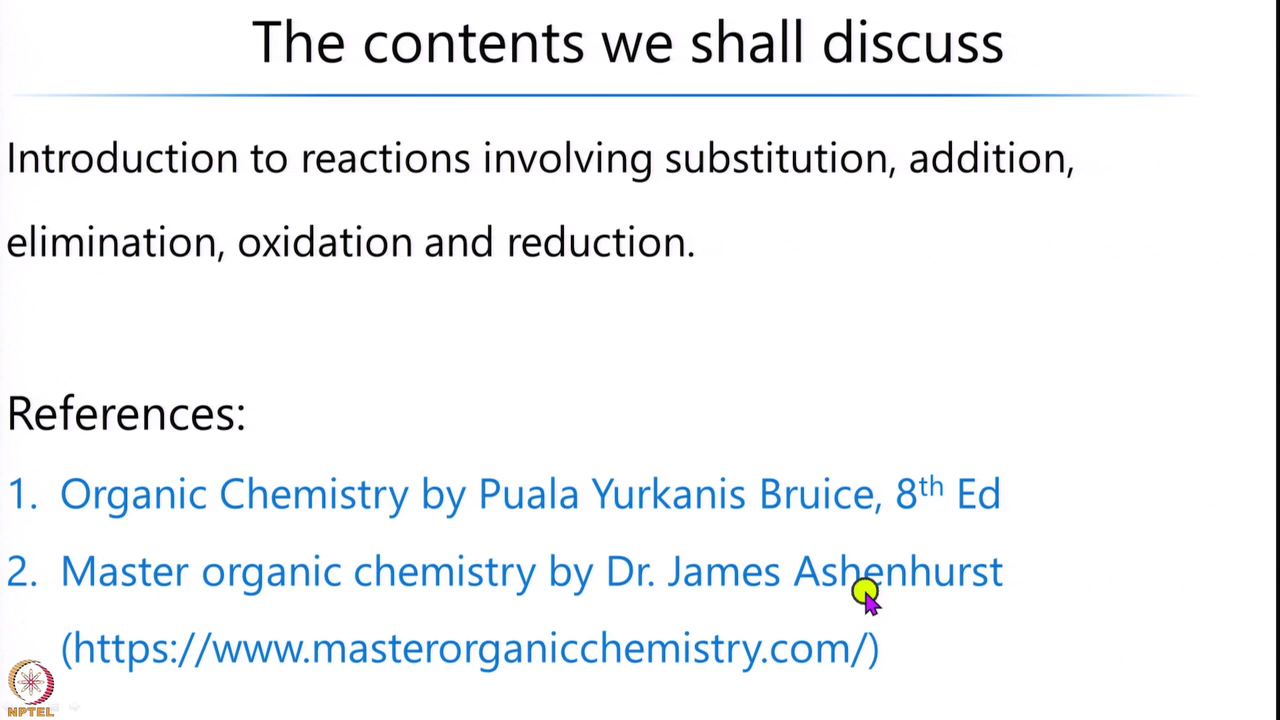 The contents we shall discuss
Introduction to reactions involving substitution, addition,
elimination, oxidation and reduction.
References:
1. Organic Chemistry by Puala Yurkanis Bruice, 8th Ed
2. Master organic chemistry by Dr. James Ashenhurst
(https://www.masterorganicchemistry.com/)
NPTEL